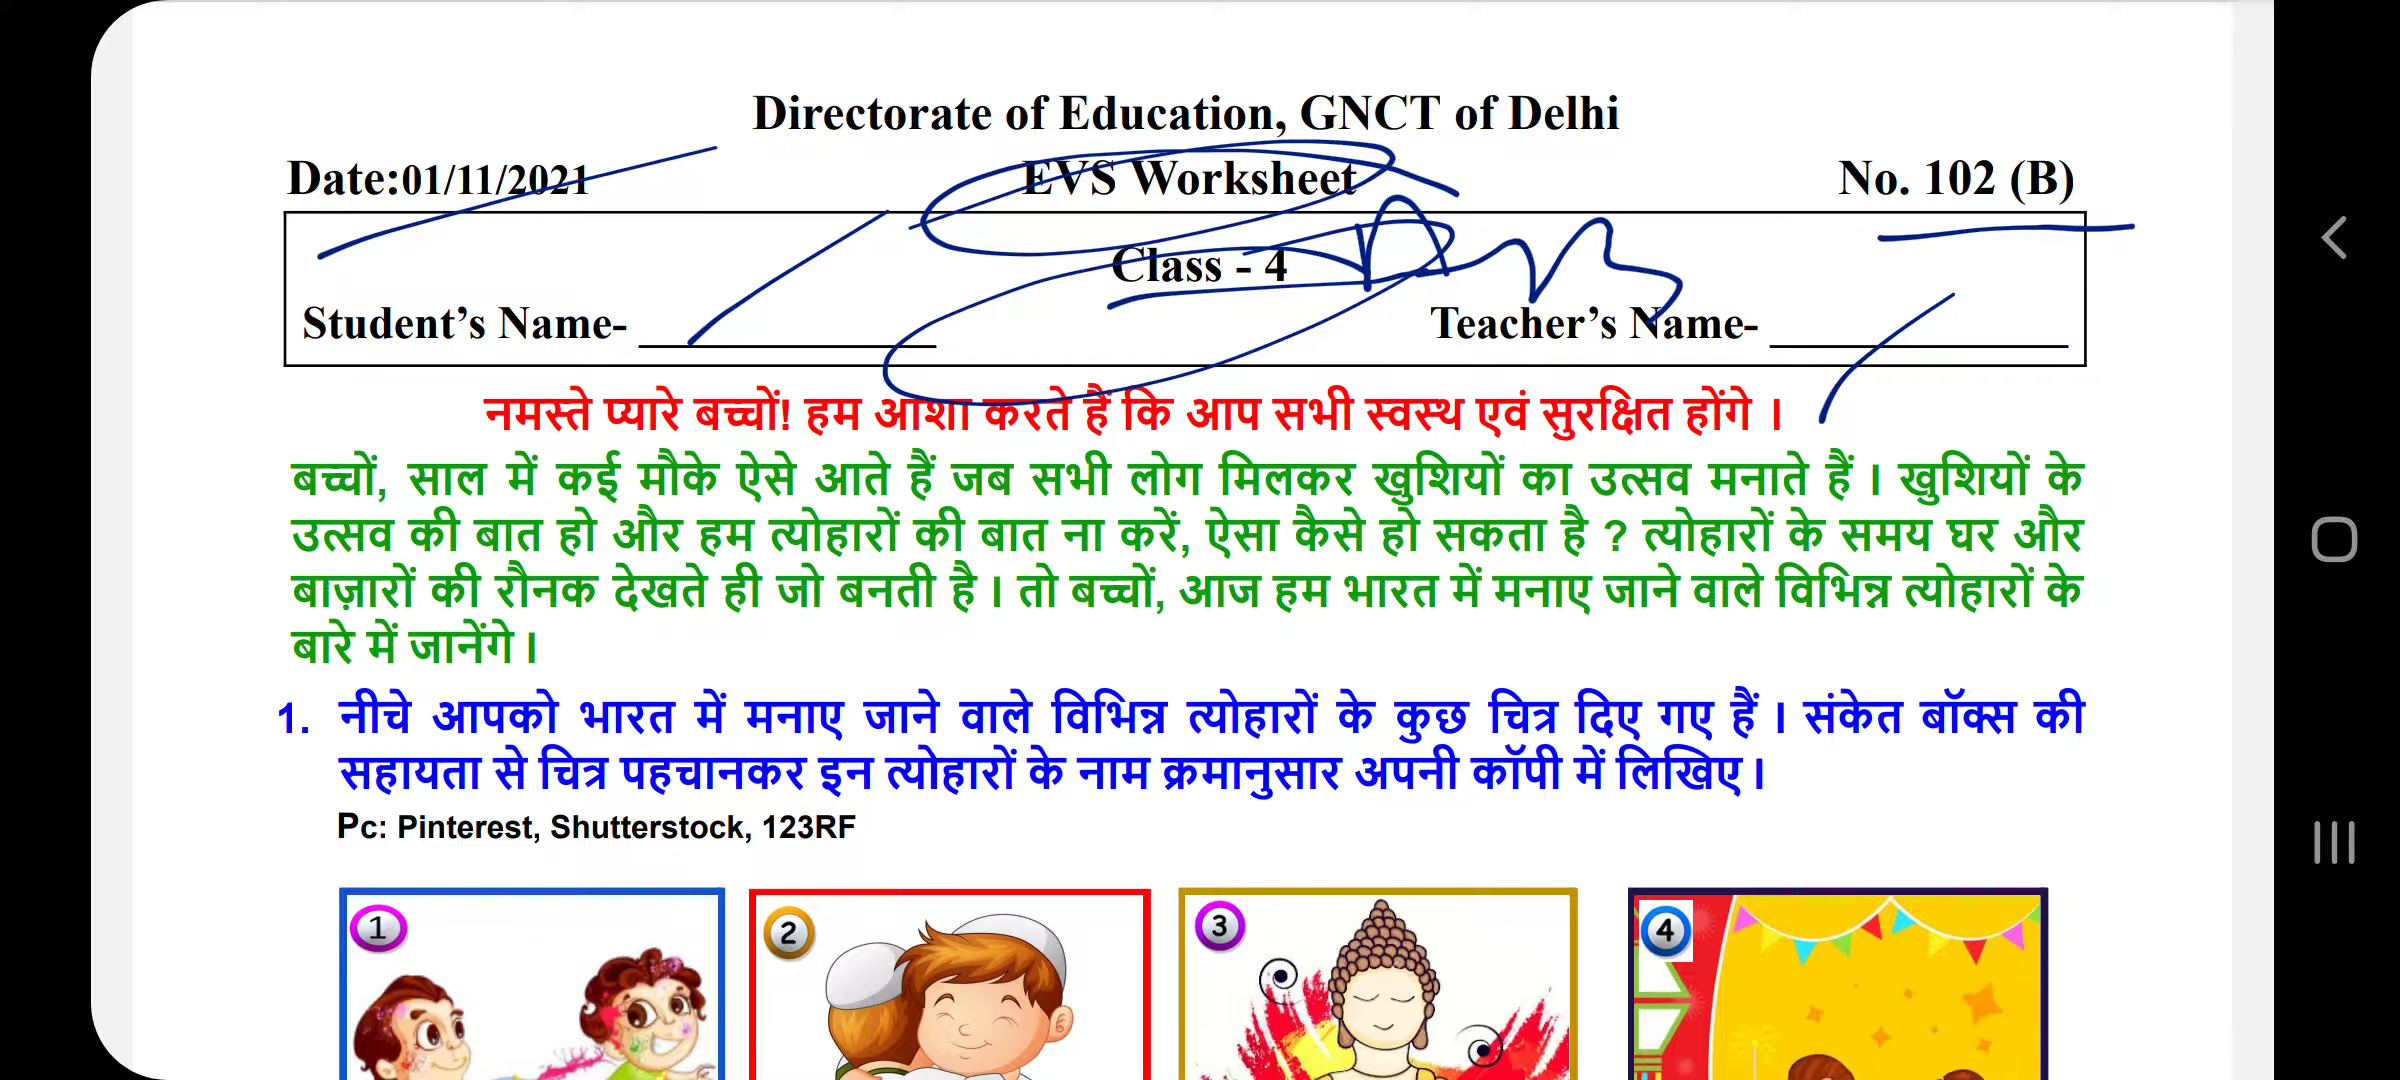 Directorate of Education, GNCT of Delhi
Date:01/11/2021 EVS Worksheet No. 102 (B)
Class - 4
Student’s Name- Teacher’s Name-
नमस्ते प्यारे बच्चों! हम आशा करते हैं कि आप सभी स्वस्थ एवं सुरक्षित होंगे ।
बच्चों, साल में कई मौके ऐसे आते हैं जब सभी लोग मिलकर खुशियों का उत्सव मनाते हैं । खुशियों के
उत्सव की बात हो और हम त्योहारों की बात ना करें, ऐसा कैसे हो सकता है ? त्योहारों के समय घर और
बाज़ारों की रौनक देखते ही जो बनती है । तो बच्चों, आज हम भारत में मनाए जाने वाले विभिन्न त्योहारों के
बारे में जानेंगे ।
1. नीचे आपको भारत में मनाए जाने वाले विभिन्न त्योहारों के कुछ चित्र दिए गए हैं । संकेत बॉक्स की
सहायता से चित्र पहचानकर इन त्योहारों के नाम क्रमानुसार अपनी कॉपी में लिखिए ।
Pc: Pinterest, Shutterstock, 123RF
1 2 3 4